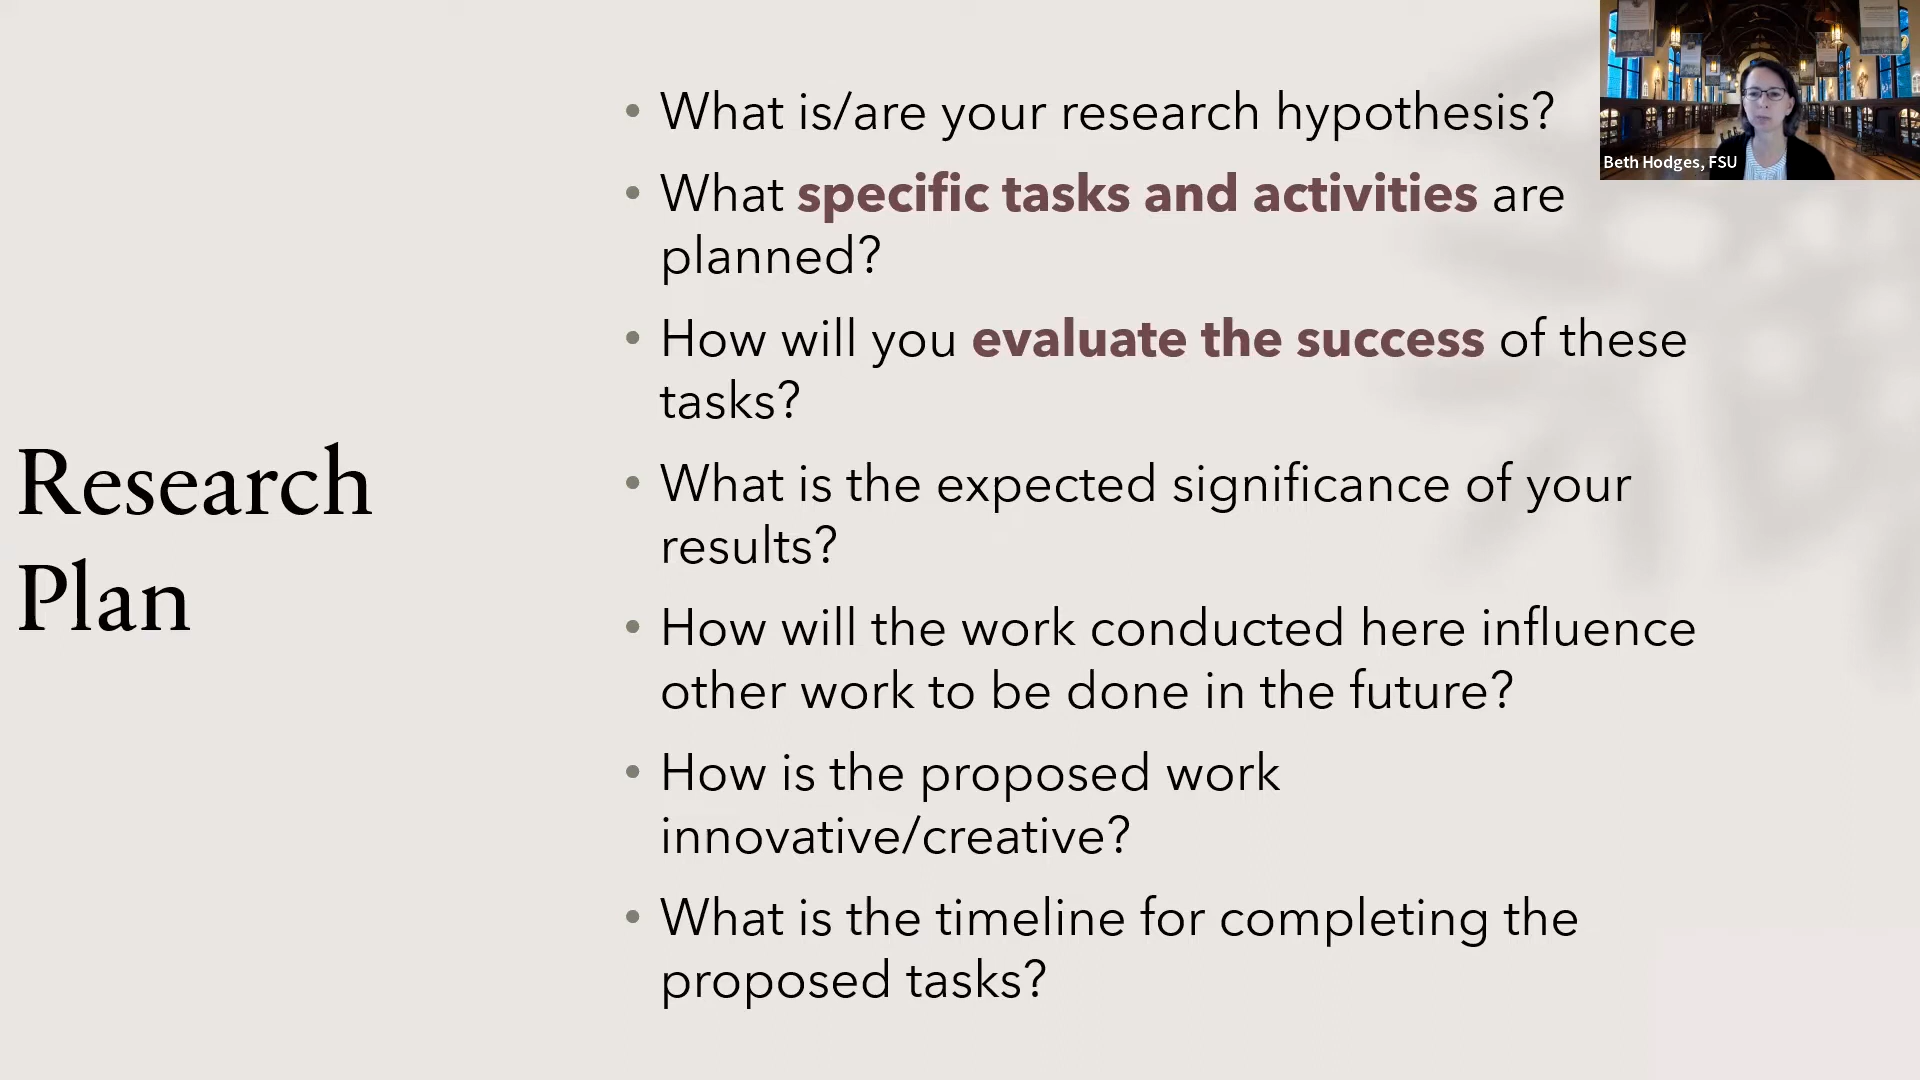 Research
Plan
• What is/are your research hypothesis?
• What specific tasks and activities are
planned?
• How will you evaluate the success of these
tasks?
• What is the expected significance of your
results?
• How will the work conducted here influence
other work to be done in the future?
• How is the proposed work
innovative/creative?
• What is the timeline for completing the
proposed tasks?
Beth Hodges, FSU